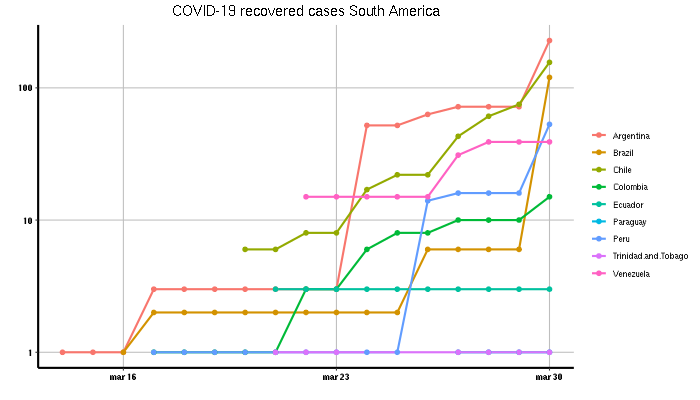 COVID-19 recovered cases South America
100
10
1
mar 16
mar 23
mar 30
Argentina
Brazil
Chile
Colombia
Ecuador
Paraguay
Peru
Trinidad.and.Tobago
Venezuela